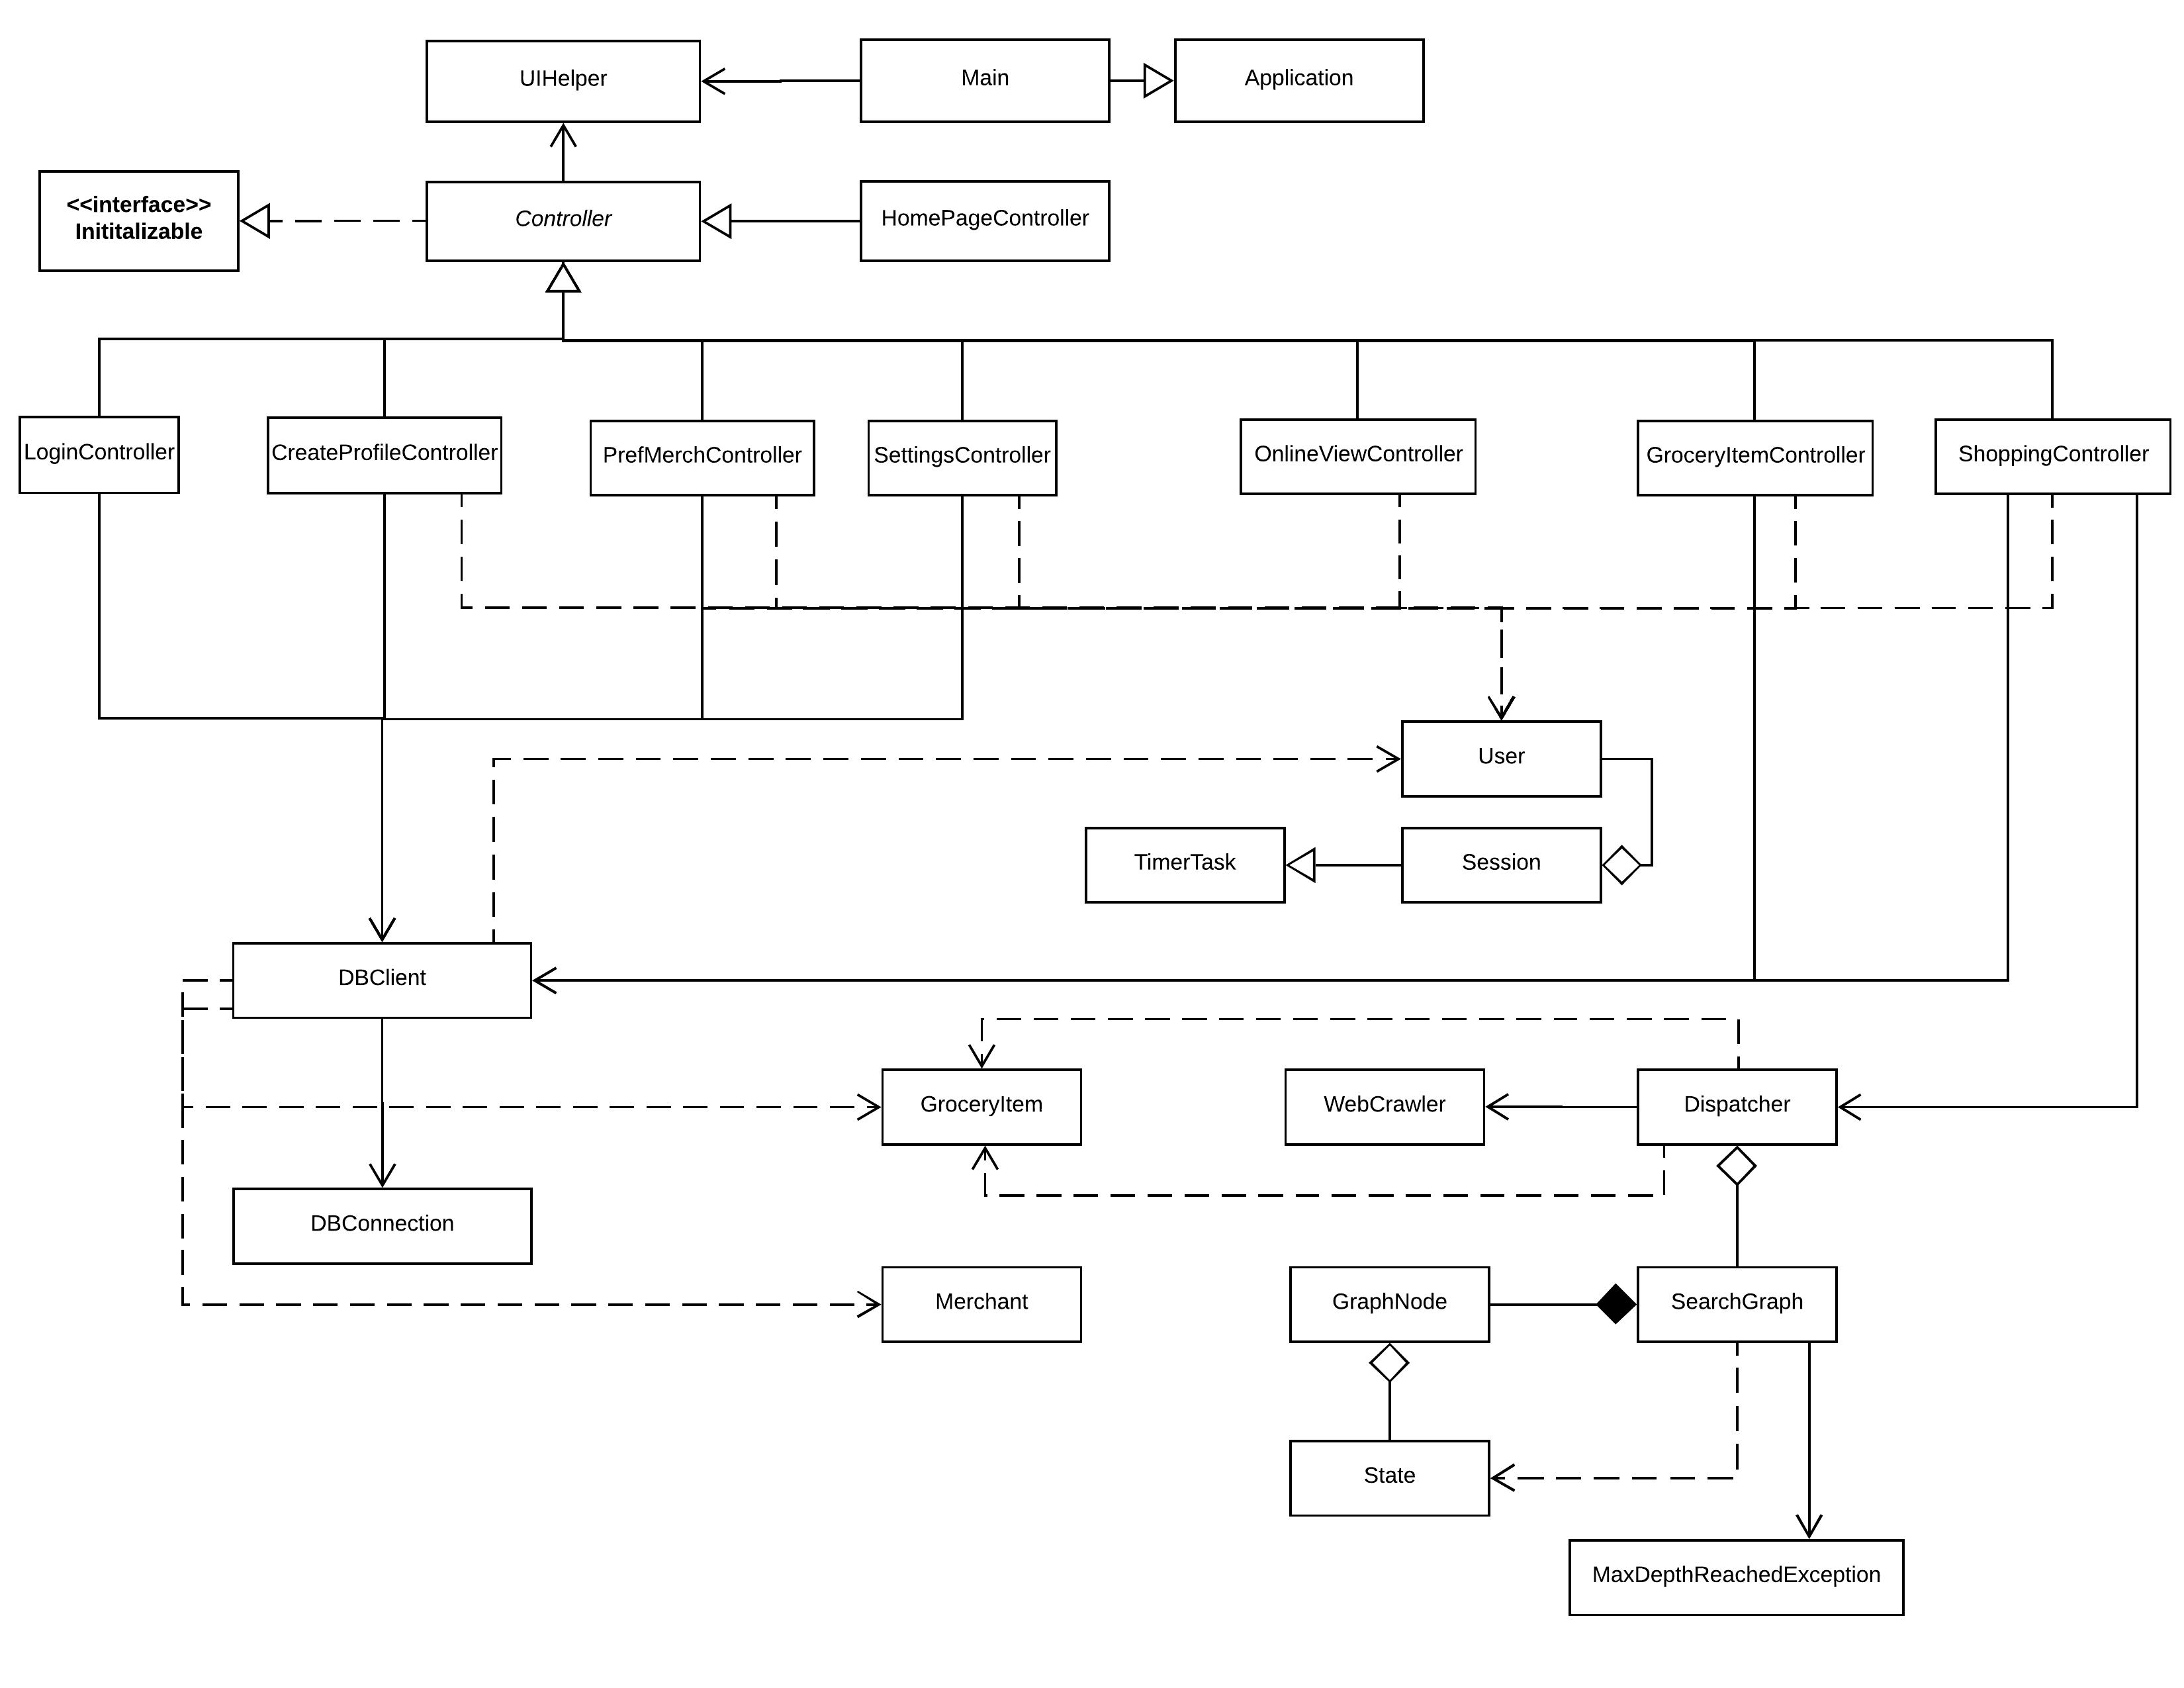 UIHelper
Main
Application
<<interface>>
Inititalizable
Controller
HomePageController
LoginController
CreateProfileController
PrefMerchController
SettingsController
OnlineViewController
GroceryItemController
ShoppingController
User
TimerTask
Session
DBClient
GroceryItem
WebCrawler
Dispatcher
DBConnection
Merchant
GraphNode
SearchGraph
State
MaxDepthReachedException